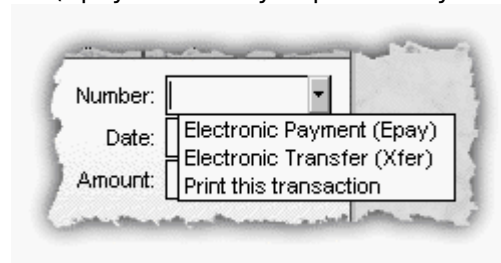 Number:
Electronic Payment (Epay)
Date:
Electronic Transfer (Xfer)
Amount:
Print this transaction